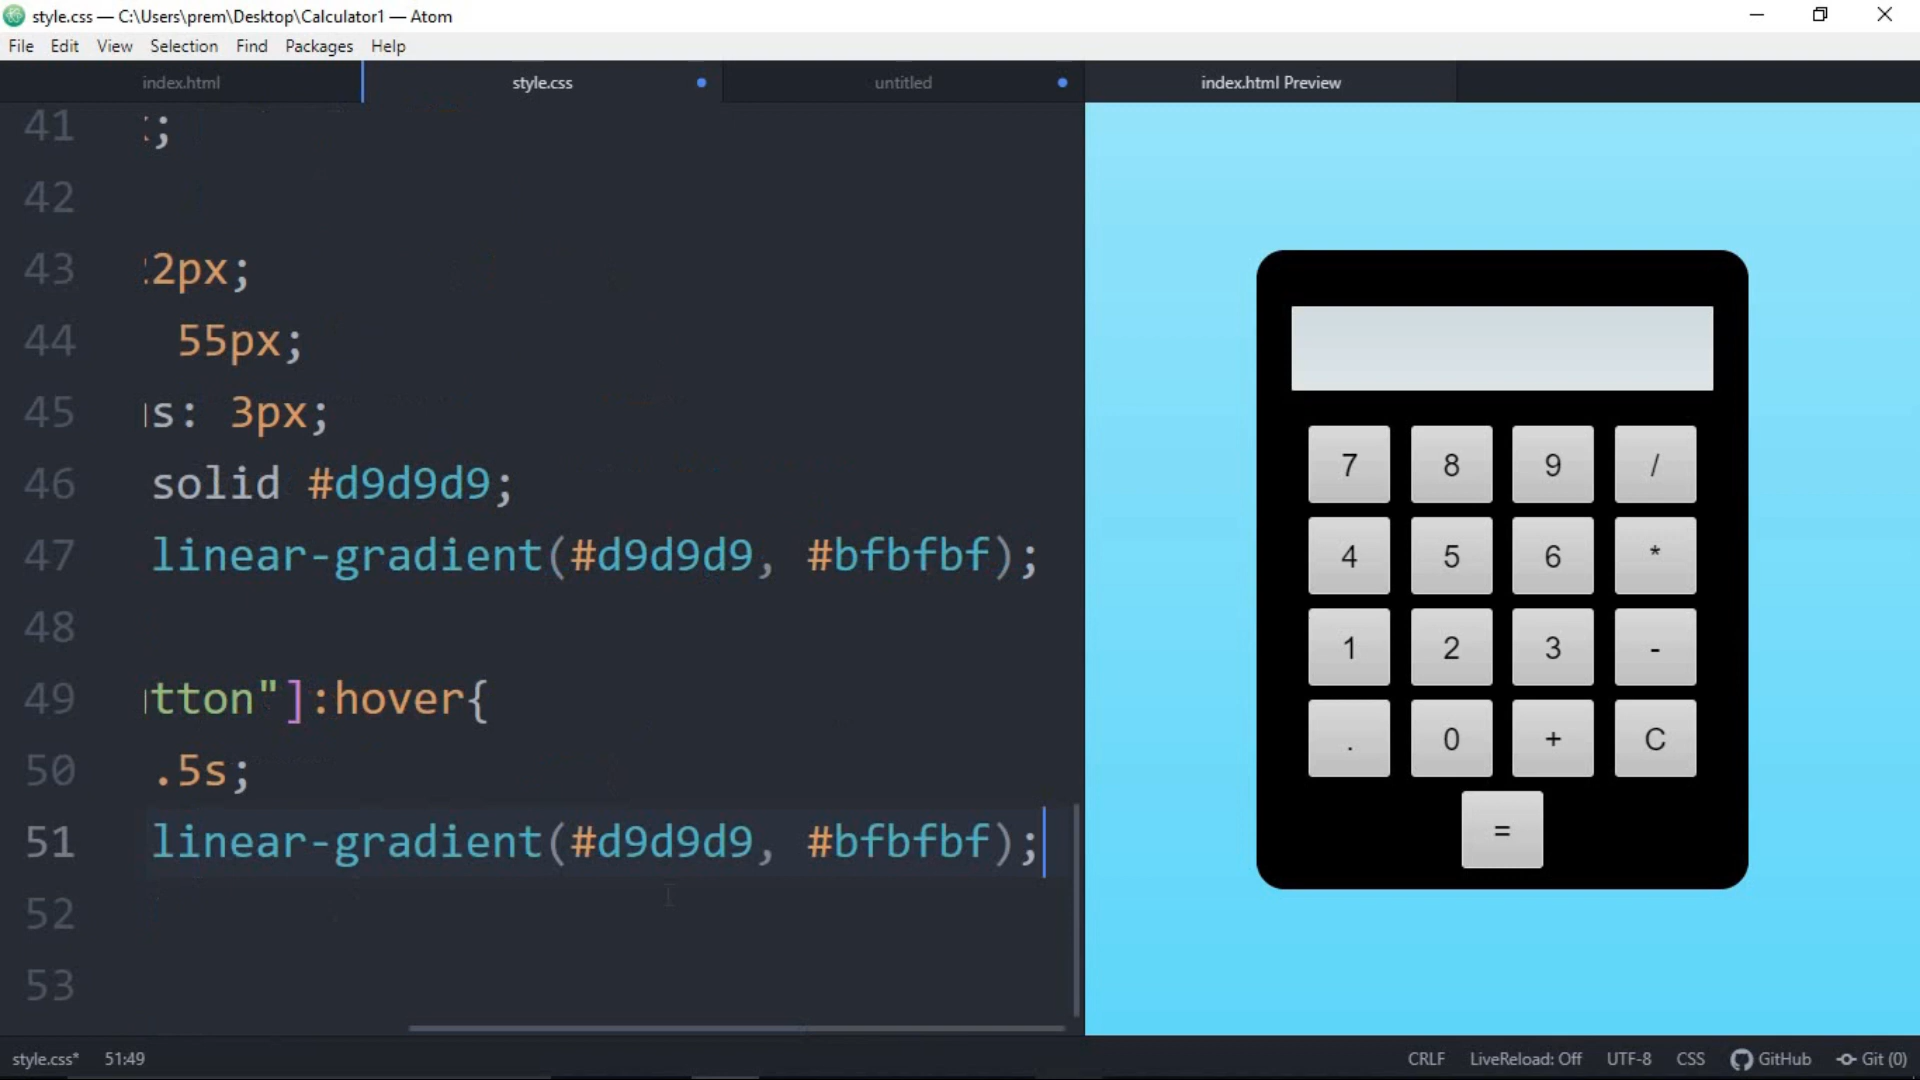 style.css — C:\Users\prem\Desktop\Calculator1 — Atom
File Edit View Selection Find Packages Help
index.html style.css untitled index.html Preview
41 ;
42
43 2px;
44 55px;
45 s: 3px;
46 solid #d9d9d9;
47 linear-gradient(#d9d9d9, #bfbfbf);
48
49 tton"]:hover{
50 .5s;
51 linear-gradient(#d9d9d9, #bfbfbf);
52
53
7 8 9 /
4 5 6 *
1 2 3 -
. 0 + C
=
style.css* 51:49 CRLF LiveReload: Off UTF-8 CSS GitHub Git (0)